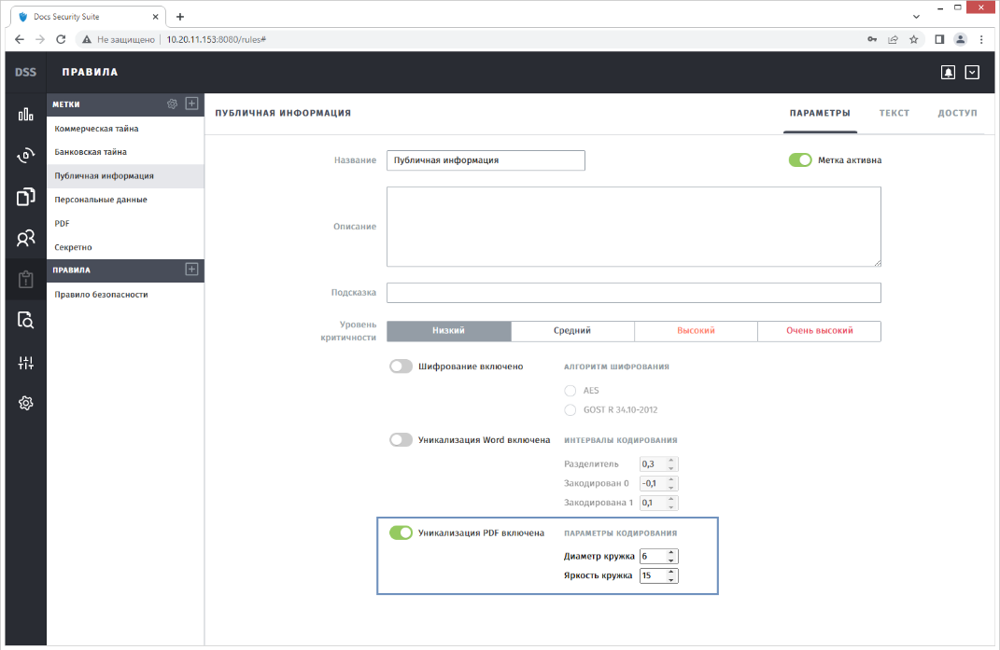 Docs Security Suite
Не защищено | 10.20.11.153:8080/rules#
DSS ПРАВИЛА
МЕТКИ
Коммерческая тайна
Банковская тайна
Публичная информация
Персональные данные
PDF
Секретно
ПРАВИЛА
Правило безопасности
ПУБЛИЧНАЯ ИНФОРМАЦИЯ
ПАРАМЕТРЫ ТЕКСТ ДОСТУП
Название Публичная информация Метка активна
Описание
Подсказка
Уровень
критичности
Низкий Средний Высокий Очень высокий
Шифрование включено АЛГОРИТМ ШИФРОВАНИЯ
AES
GOST R 34.10-2012
Уникализация Word включена ИНТЕРВАЛЫ КОДИРОВАНИЯ
Разделитель 0,3
Закодирован 0 -0,1
Закодирована 1 0,1
Уникализация PDF включена ПАРАМЕТРЫ КОДИРОВАНИЯ
Диаметр кружка 6
Яркость кружка 15